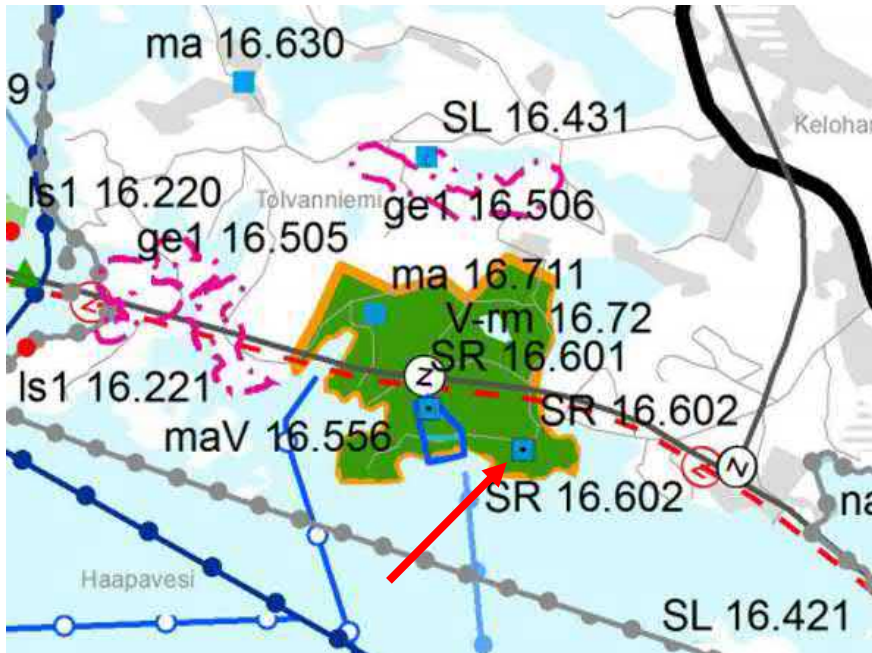 ma 16.630
9
SL 16.431
Kelohar
ls1 16.220
Tolvanniemi
ge1 16.506
ge1 16.505
ma 16.711
V-rm 16.72
SR 16.601
Z
ls1 16.221
SR 16.602
maV 16.556
Z
SR 16.602
na
Haapavesi
SL 16.421